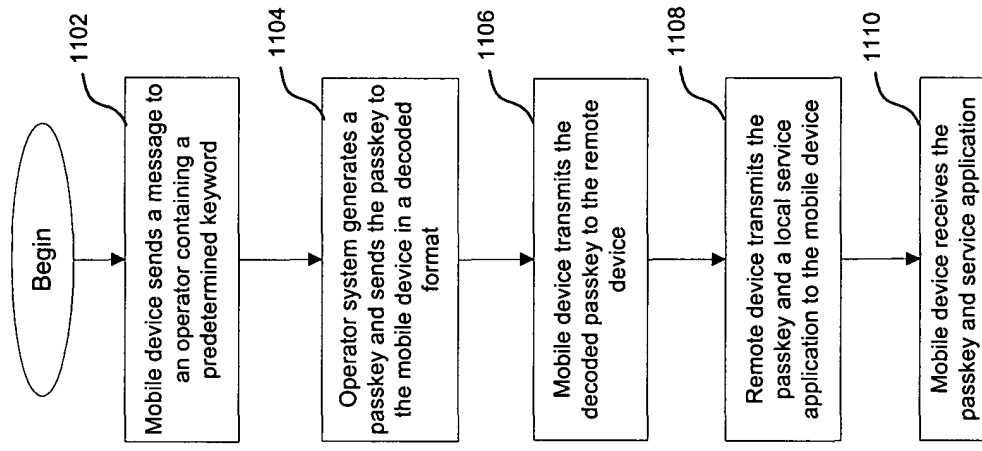 Begin
1102
Mobile device sends a message to
an operator containing a
predetermined keyword
1104
Operator system generates a
passkey and sends the passkey to
the mobile device in a decoded
format
1106
Mobile device transmits the
decoded passkey to the remote
device
1108
Remote device transmits the
passkey and a local service
application to the mobile device
1110
Mobile device receives the
passkey and service application